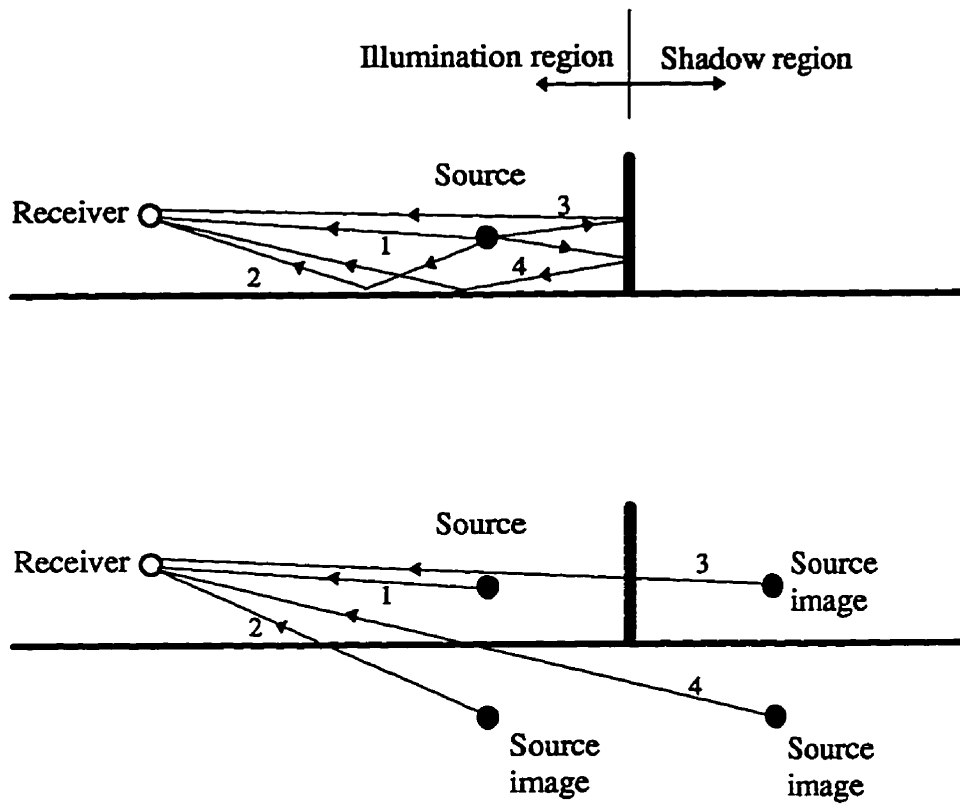 Illumination region
Shadow region
Source
Receiver
3
1
2
4
Source
Receiver
3
Source
image
1
2
4
Source
image
Source
image